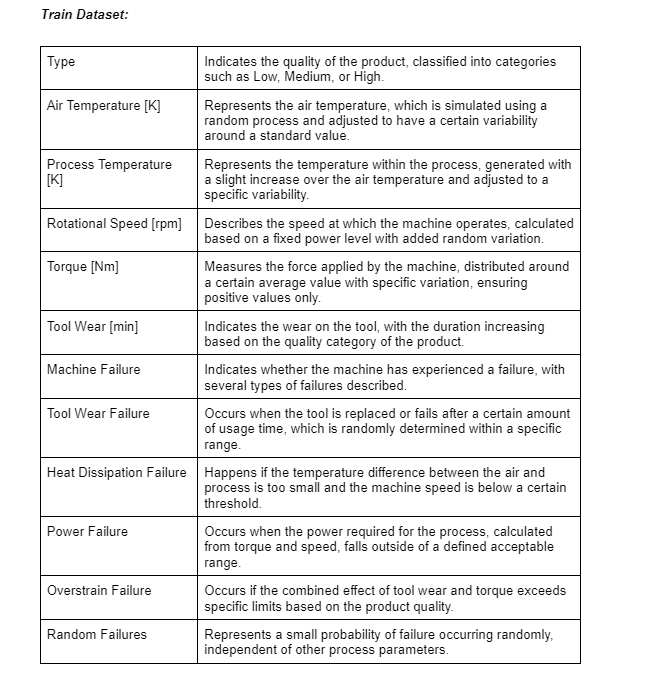 Train Dataset:
Type
Indicates the quality of the product, classified into categories
such as Low, Medium, or High.
Air Temperature [K]
Represents the air temperature, which is simulated using a
random process and adjusted to have a certain variability
around a standard value.
Process Temperature
[K]
Represents the temperature within the process, generated with
a slight increase over the air temperature and adjusted to a
specific variability.
Rotational Speed [rpm]
Describes the speed at which the machine operates, calculated
based on a fixed power level with added random variation.
Torque [Nm]
Measures the force applied by the machine, distributed around
a certain average value with specific variation, ensuring
positive values only.
Tool Wear [min]
Indicates the wear on the tool, with the duration increasing
based on the quality category of the product.
Machine Failure
Indicates whether the machine has experienced a failure, with
several types of failures described.
Tool Wear Failure
Occurs when the tool is replaced or fails after a certain amount
of usage time, which is randomly determined within a specific
range.
Heat Dissipation Failure
Happens if the temperature difference between the air and
process is too small and the machine speed is below a certain
threshold.
Power Failure
Occurs when the power required for the process, calculated
from torque and speed, falls outside of a defined acceptable
range.
Overstrain Failure
Occurs if the combined effect of tool wear and torque exceeds
specific limits based on the product quality.
Random Failures
Represents a small probability of failure occurring randomly,
independent of other process parameters.